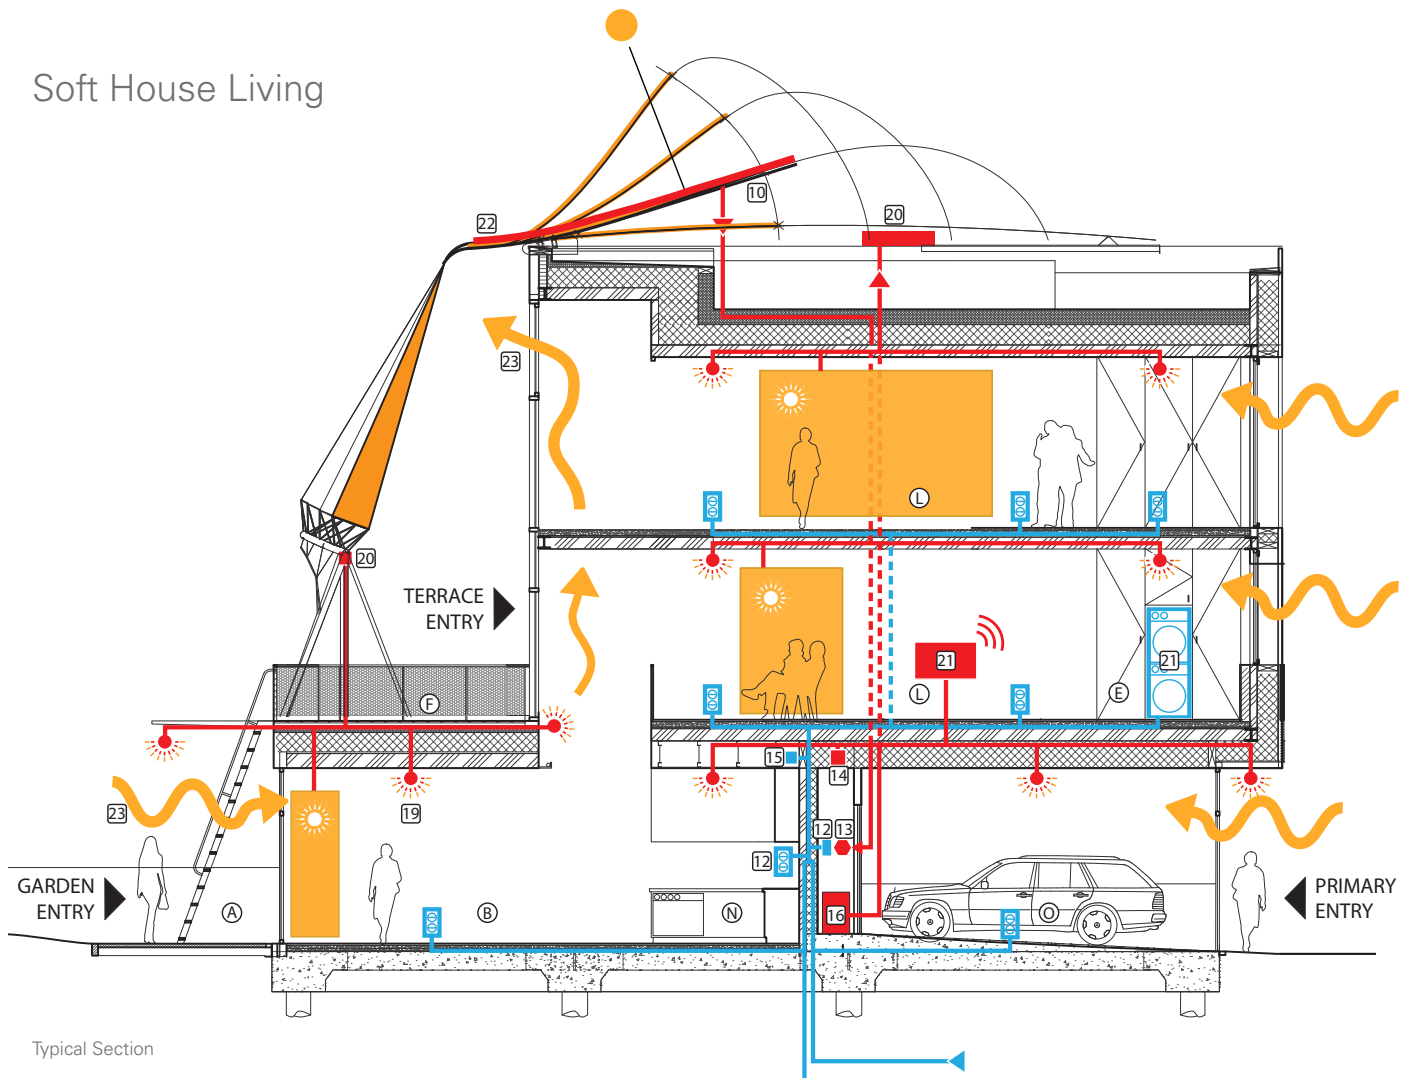 Soft House Living
10
22
20
23
L
20
TERRACE
ENTRY
21
21
L
E
F
15
14
23
19
12
13
12
GARDEN
ENTRY
A
B
N
16
O
PRIMARY
ENTRY
Typical Section